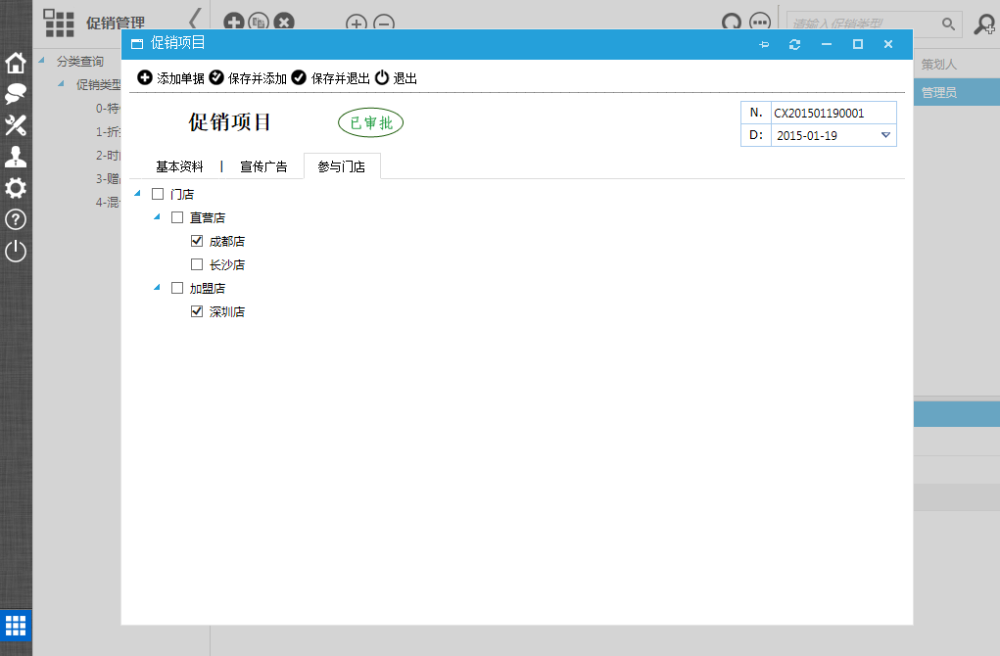 促销管理
请输入促销类型
促销项目
分类查询
策划人
添加单据 保存并添加 保存并退出 退出
促销类型
管理员
0-特
促销项目
已审批
N. CX201501190001
1-折
D: 2015-01-19
2-时
基本资料 | 宣传广告 参与门店
3-赠
门店
4-混
直营店
成都店
长沙店
加盟店
深圳店